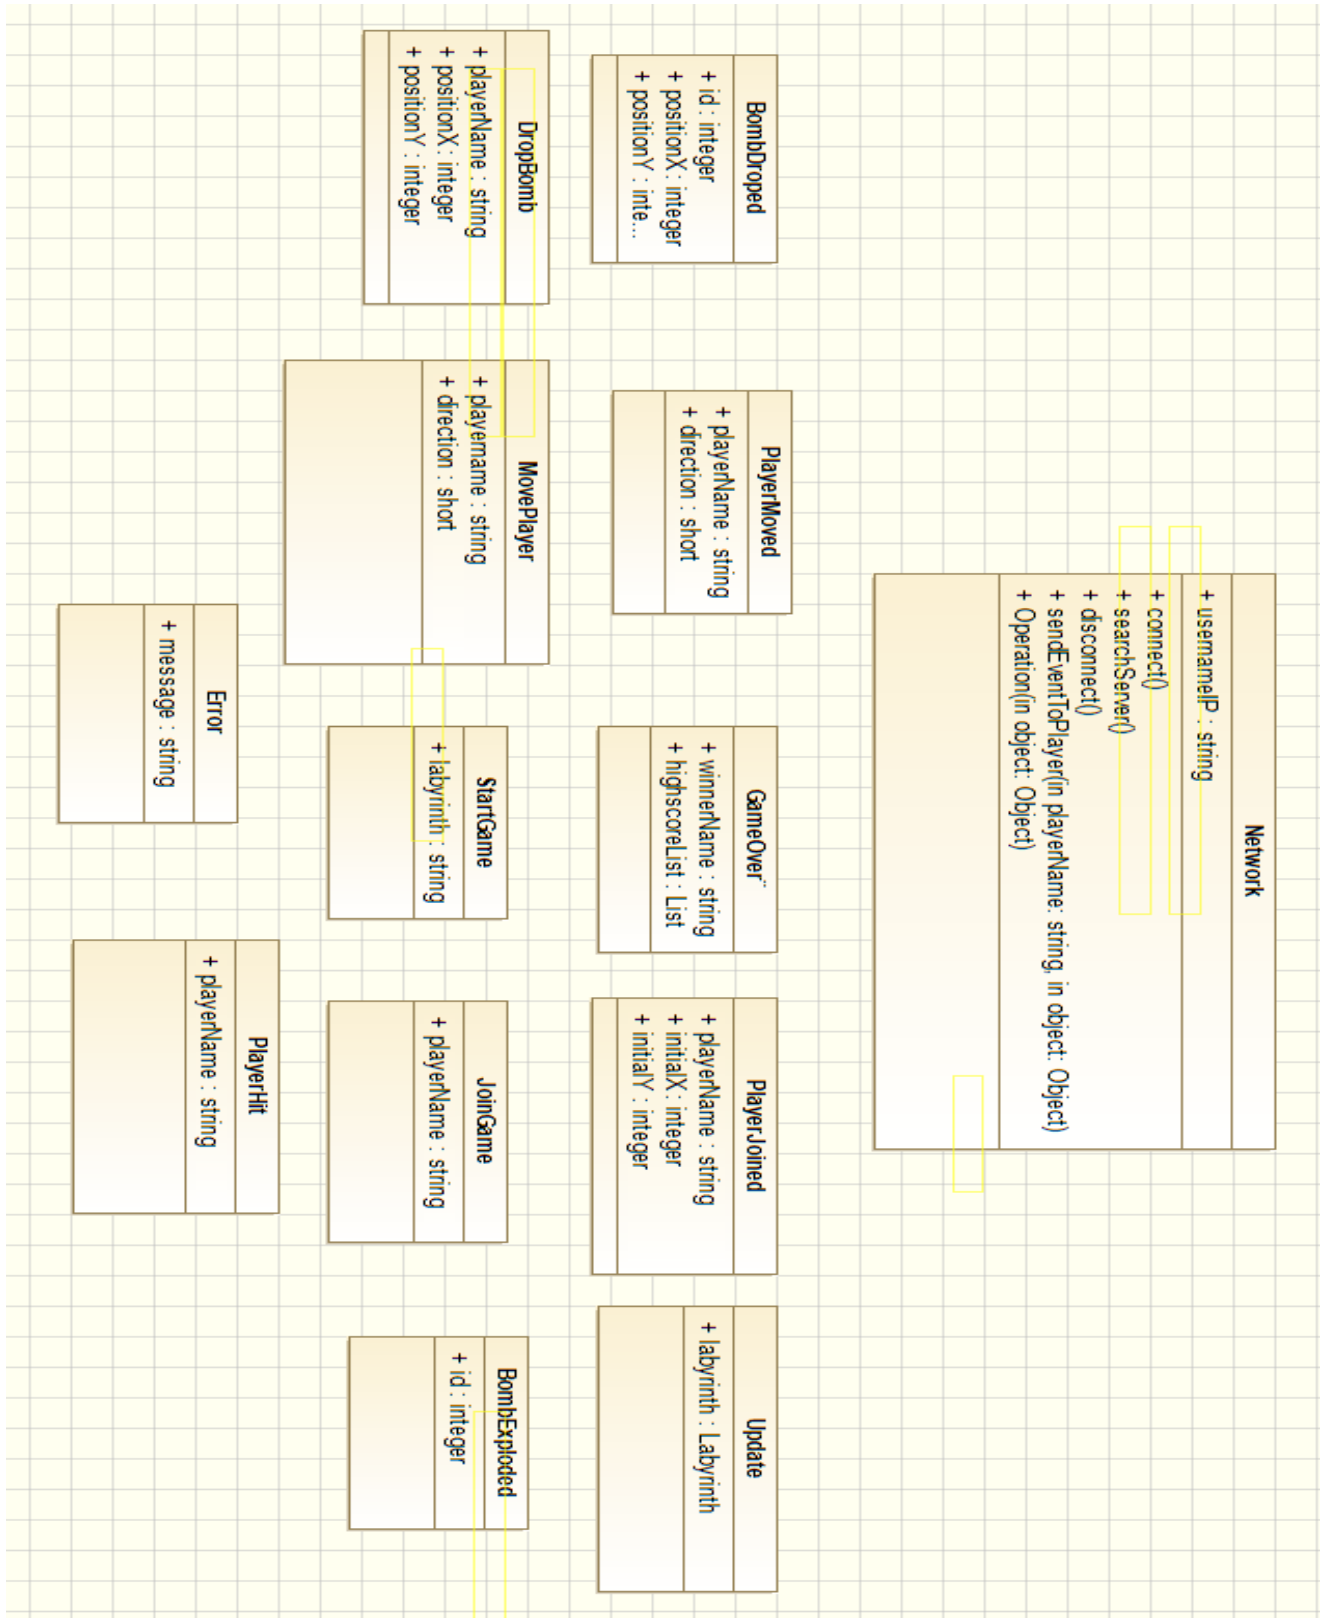 Network
+ usernameIP : string
+ connect()
+ searchServer()
+ disconnect()
+ sendEventToPlayer(in playerName: string, in object: Object)
+ Operation(in object: Object)
BombDroped
+ id : integer
+ positionX : integer
+ positionY : inte...
PlayerMoved
+ playerName : string
+ direction : short
GameOver¨
+ winnerName : string
+ highscoreList : List
PlayerJoined
+ playerName : string
+ initialX : integer
+ initialY : integer
Update
+ labyrinth : Labyrinth
DropBomb
+ playerName : string
+ positionX : integer
+ positionY : integer
MovePlayer
+ playername : string
+ direction : short
StartGame
+ labyrinth : string
JoinGame
+ playerName : string
BombExploded
+ id : integer
Error
+ message : string
PlayerHit
+ playerName : string